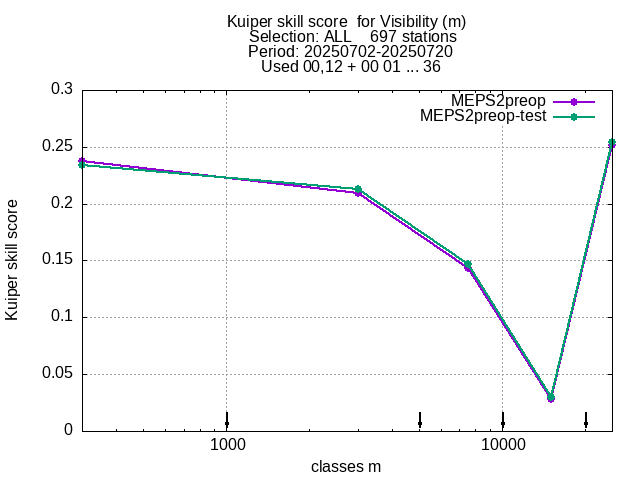 Kuiper skill score  for Visibility (m)
Selection: ALL    697 stations
Period: 20250702-20250720
Used 00,12 + 00 01 ... 36
MEPS2preop
MEPS2preop-test
0.3
0.25
0.2
0.15
0.1
0.05
0
Kuiper skill score
1000
10000
classes m